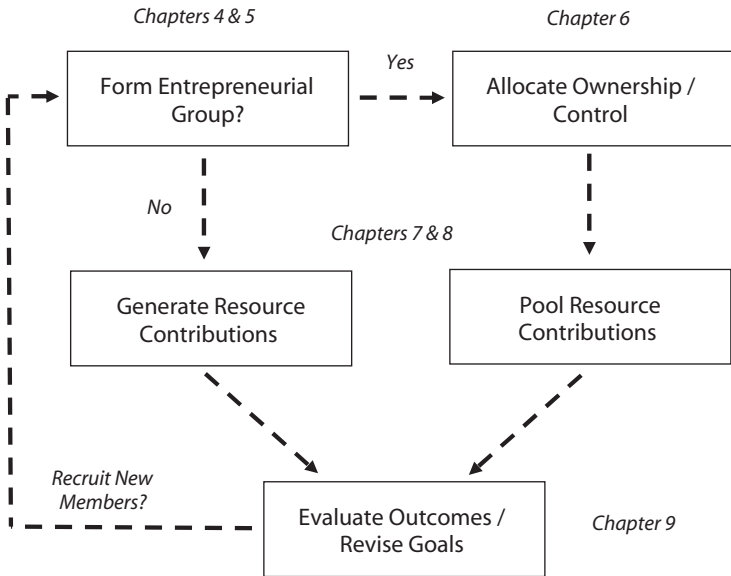 Chapters 4 & 5
Chapter 6
Form Entrepreneurial
Group?
Yes
Allocate Ownership /
Control
No
Chapters 7 & 8
Generate Resource
Contributions
Pool Resource
Contributions
Recruit New
Members?
Evaluate Outcomes /
Revise Goals
Chapter 9